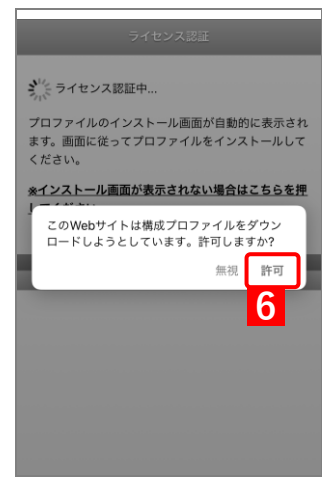 ライセンス認証
ライセンス認証中...
プロファイルのインストール画面が自動的に表示され
ます。画面に従ってプロファイルをインストールして
ください。
※インストール画面が表示されない場合はこちらを押
このWebサイトは構成プロファイルをダウン
ロードしようとしています。許可しますか?
無視 許可
6